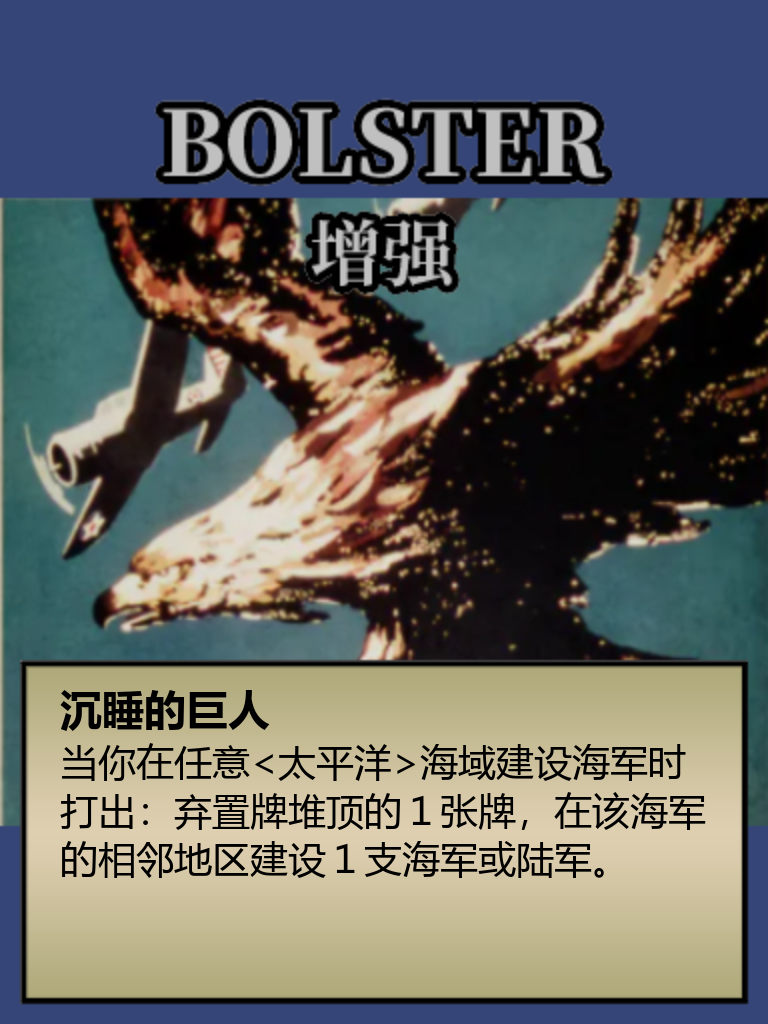 BOLSTER
增强
沉睡的巨人
当你在任意<太平洋>海域建设海军时
打出：弃置牌堆顶的1张牌，在该海军
的相邻地区建设1支海军或陆军。